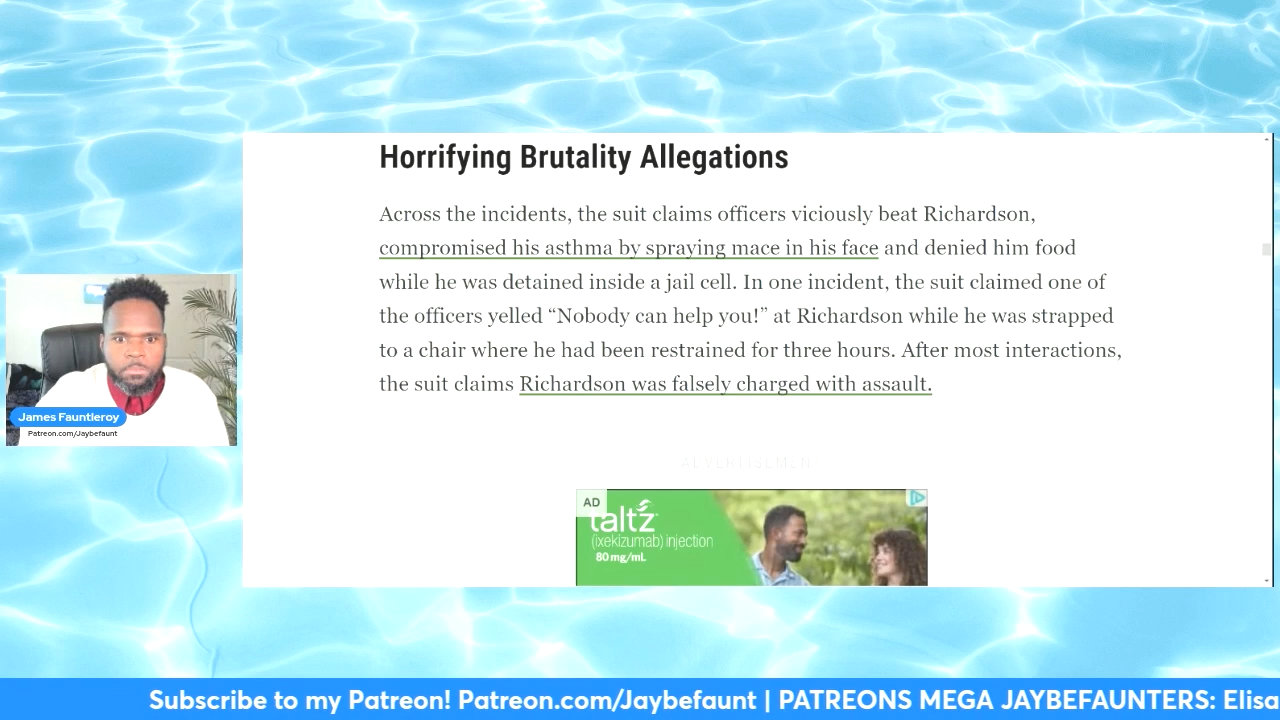 Horrifying Brutality Allegations
Across the incidents, the suit claims officers viciously beat Richardson,
compromised his asthma by spraying mace in his face and denied him food
while he was detained inside a jail cell. In one incident, the suit claimed one of
the officers yelled “Nobody can help you!” at Richardson while he was strapped
to a chair where he had been restrained for three hours. After most interactions,
the suit claims Richardson was falsely charged with assault.
James Fauntleroy
Patreon.com/Jaybefaunt
ADVERTISEMENT
AD
taltz
(ixekizumab) injection
80 mg/mL
Subscribe to my Patreon! Patreon.com/Jaybefaunt | PATREONS MEGA JAYBEFAUNTERS: Elisa